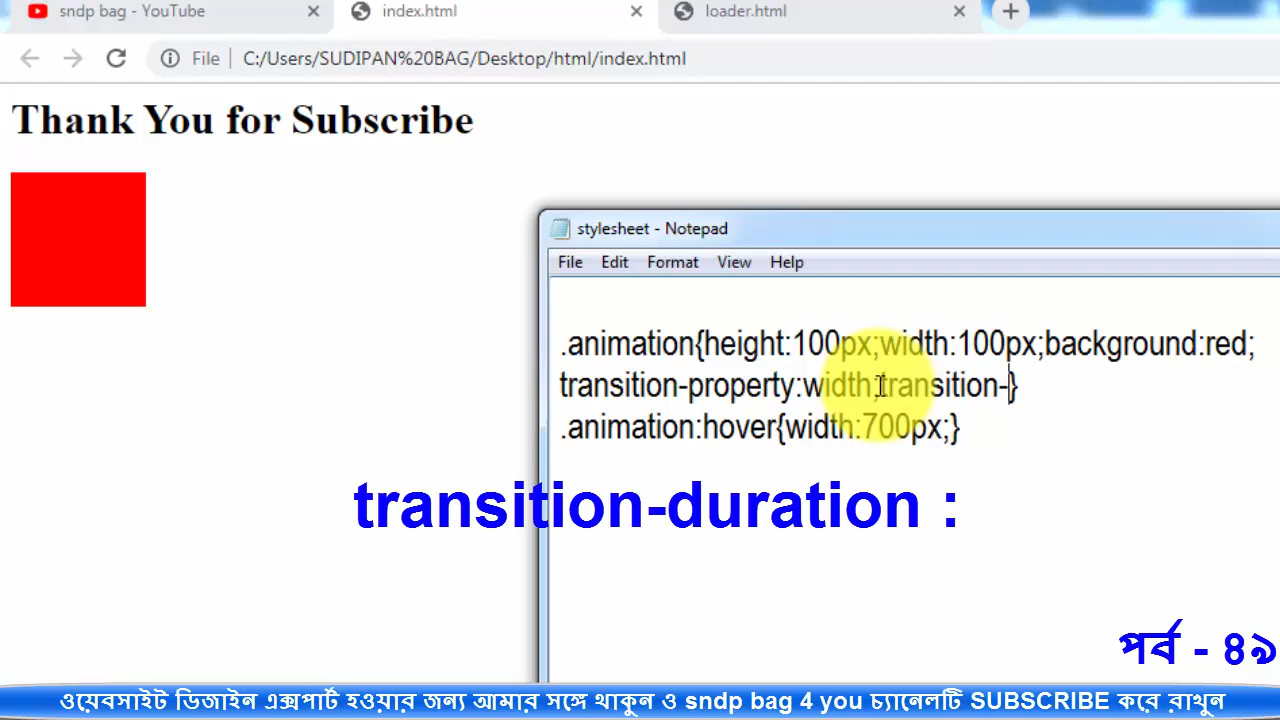 sndp bag - YouTube
index.html
loader.html
File
C:/Users/SUDIPAN%20BAG/Desktop/html/index.html
Thank You for Subscribe
stylesheet - Notepad
File Edit Format View Help
.animation{height:100px;width:100px;background:red;
transition-property:width;transition-}
.animation:hover{width:700px;}
transition-duration :
পর্ব - ৪৯
ওয়েবসাইট ডিজাইন এক্সপার্ট হওয়ার জন্য আমার সঙ্গে থাকুন ও sndp bag 4 you চ্যানেলটি SUBSCRIBE করে রাখুন